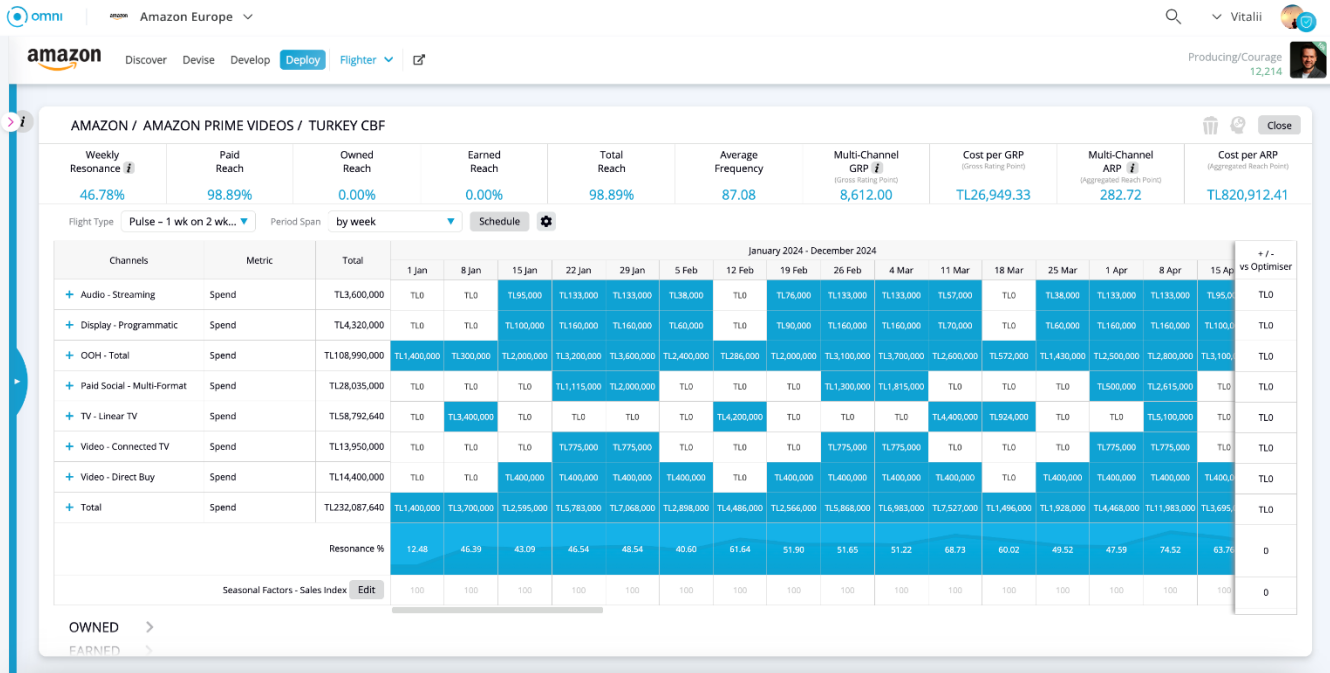 omni
amazon Amazon Europe
Vitalii
amazon Discover Devise Develop Deploy Flighter
Producing/Courage
12,214
i
AMAZON / AMAZON PRIME VIDEOS / TURKEY CBF
Close
Weekly Resonance i 46.78%
Paid Reach 98.89%
Owned Reach 0.00%
Earned Reach 0.00%
Total Reach 98.89%
Average Frequency 87.08
Multi-Channel GRP i (Gross Rating Point) 8,612.00
Cost per GRP (Gross Rating Point) TL26,949.33
Multi-Channel ARP i (Aggregated Reach Point) 282.72
Cost per ARP (Aggregated Reach Point) TL820,912.41
Flight Type Pulse – 1 wk on 2 wk... Period Span by week Schedule
January 2024 - December 2024
Channels Metric Total 1 Jan 8 Jan 15 Jan 22 Jan 29 Jan 5 Feb 12 Feb 19 Feb 26 Feb 4 Mar 11 Mar 18 Mar 25 Mar 1 Apr 8 Apr 15 Ap + / - vs Optimiser
+ Audio - Streaming Spend TL3,600,000 TL0 TL0 TL95,000 TL133,000 TL133,000 TL38,000 TL0 TL76,000 TL133,000 TL133,000 TL57,000 TL0 TL38,000 TL133,000 TL133,000 TL95,0 TL0
+ Display - Programmatic Spend TL4,320,000 TL0 TL0 TL100,000 TL160,000 TL160,000 TL60,000 TL0 TL90,000 TL160,000 TL160,000 TL70,000 TL0 TL60,000 TL160,000 TL160,000 TL100,0 TL0
+ OOH - Total Spend TL108,990,000 TL1,400,000 TL300,000 TL2,000,000 TL3,200,000 TL3,600,000 TL2,400,000 TL286,000 TL2,000,000 TL3,100,000 TL3,700,000 TL2,600,000 TL572,000 TL1,430,000 TL2,500,000 TL2,800,000 TL3,100, TL0
+ Paid Social - Multi-Format Spend TL28,035,000 TL0 TL0 TL0 TL1,115,000 TL2,000,000 TL0 TL0 TL0 TL1,300,000 TL1,815,000 TL0 TL0 TL0 TL500,000 TL2,615,000 TL0 TL0
+ TV - Linear TV Spend TL58,792,640 TL0 TL3,400,000 TL0 TL0 TL0 TL0 TL4,200,000 TL0 TL0 TL0 TL4,400,000 TL924,000 TL0 TL0 TL5,100,000 TL0 TL0
+ Video - Connected TV Spend TL13,950,000 TL0 TL0 TL0 TL775,000 TL775,000 TL0 TL0 TL0 TL775,000 TL775,000 TL0 TL0 TL0 TL775,000 TL775,000 TL0 TL0
+ Video - Direct Buy Spend TL14,400,000 TL0 TL0 TL400,000 TL400,000 TL400,000 TL400,000 TL0 TL400,000 TL400,000 TL400,000 TL400,000 TL0 TL400,000 TL400,000 TL400,000 TL400,0 TL0
+ Total Spend TL232,087,640 TL1,400,000 TL3,700,000 TL2,595,000 TL5,783,000 TL7,068,000 TL2,898,000 TL4,486,000 TL2,566,000 TL5,868,000 TL6,983,000 TL7,527,000 TL1,496,000 TL1,928,000 TL4,468,000 TL11,983,000 TL3,695, TL0
Resonance % 12.48 46.39 43.09 46.54 48.54 40.60 61.64 51.90 51.65 51.22 68.73 60.02 49.52 47.59 74.52 63.76 0
Seasonal Factors - Sales Index Edit 100 100 100 100 100 100 100 100 100 100 100 100 100 100 100 100 0
OWNED
EARNED